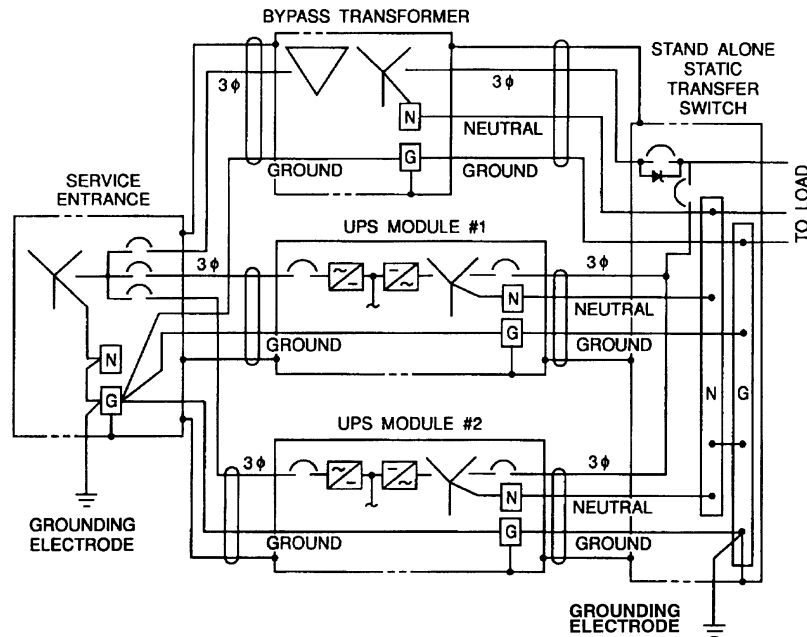 BYPASS TRANSFORMER
STAND ALONE
STATIC
TRANSFER
SWITCH
3ϕ
3ϕ
N
NEUTRAL
G
GROUND
GROUND
SERVICE
ENTRANCE
TO LOAD
UPS MODULE #1
3ϕ
3ϕ
N
NEUTRAL
G
GROUND
GROUND
N
G
N
G
UPS MODULE #2
3ϕ
3ϕ
N
NEUTRAL
G
GROUND
GROUND
GROUNDING
ELECTRODE
GROUNDING
ELECTRODE